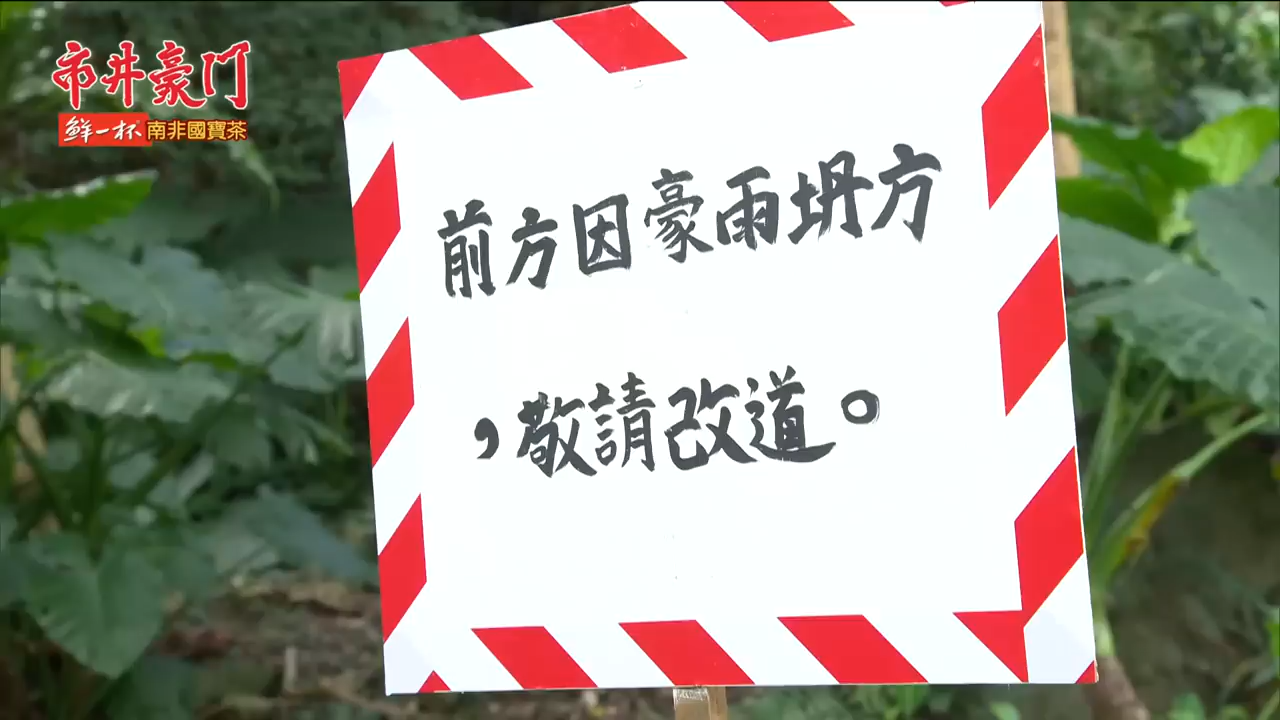 市井豪門
鮮一杯 南非國寶茶
前方因豪雨坍方
，敬請改道。